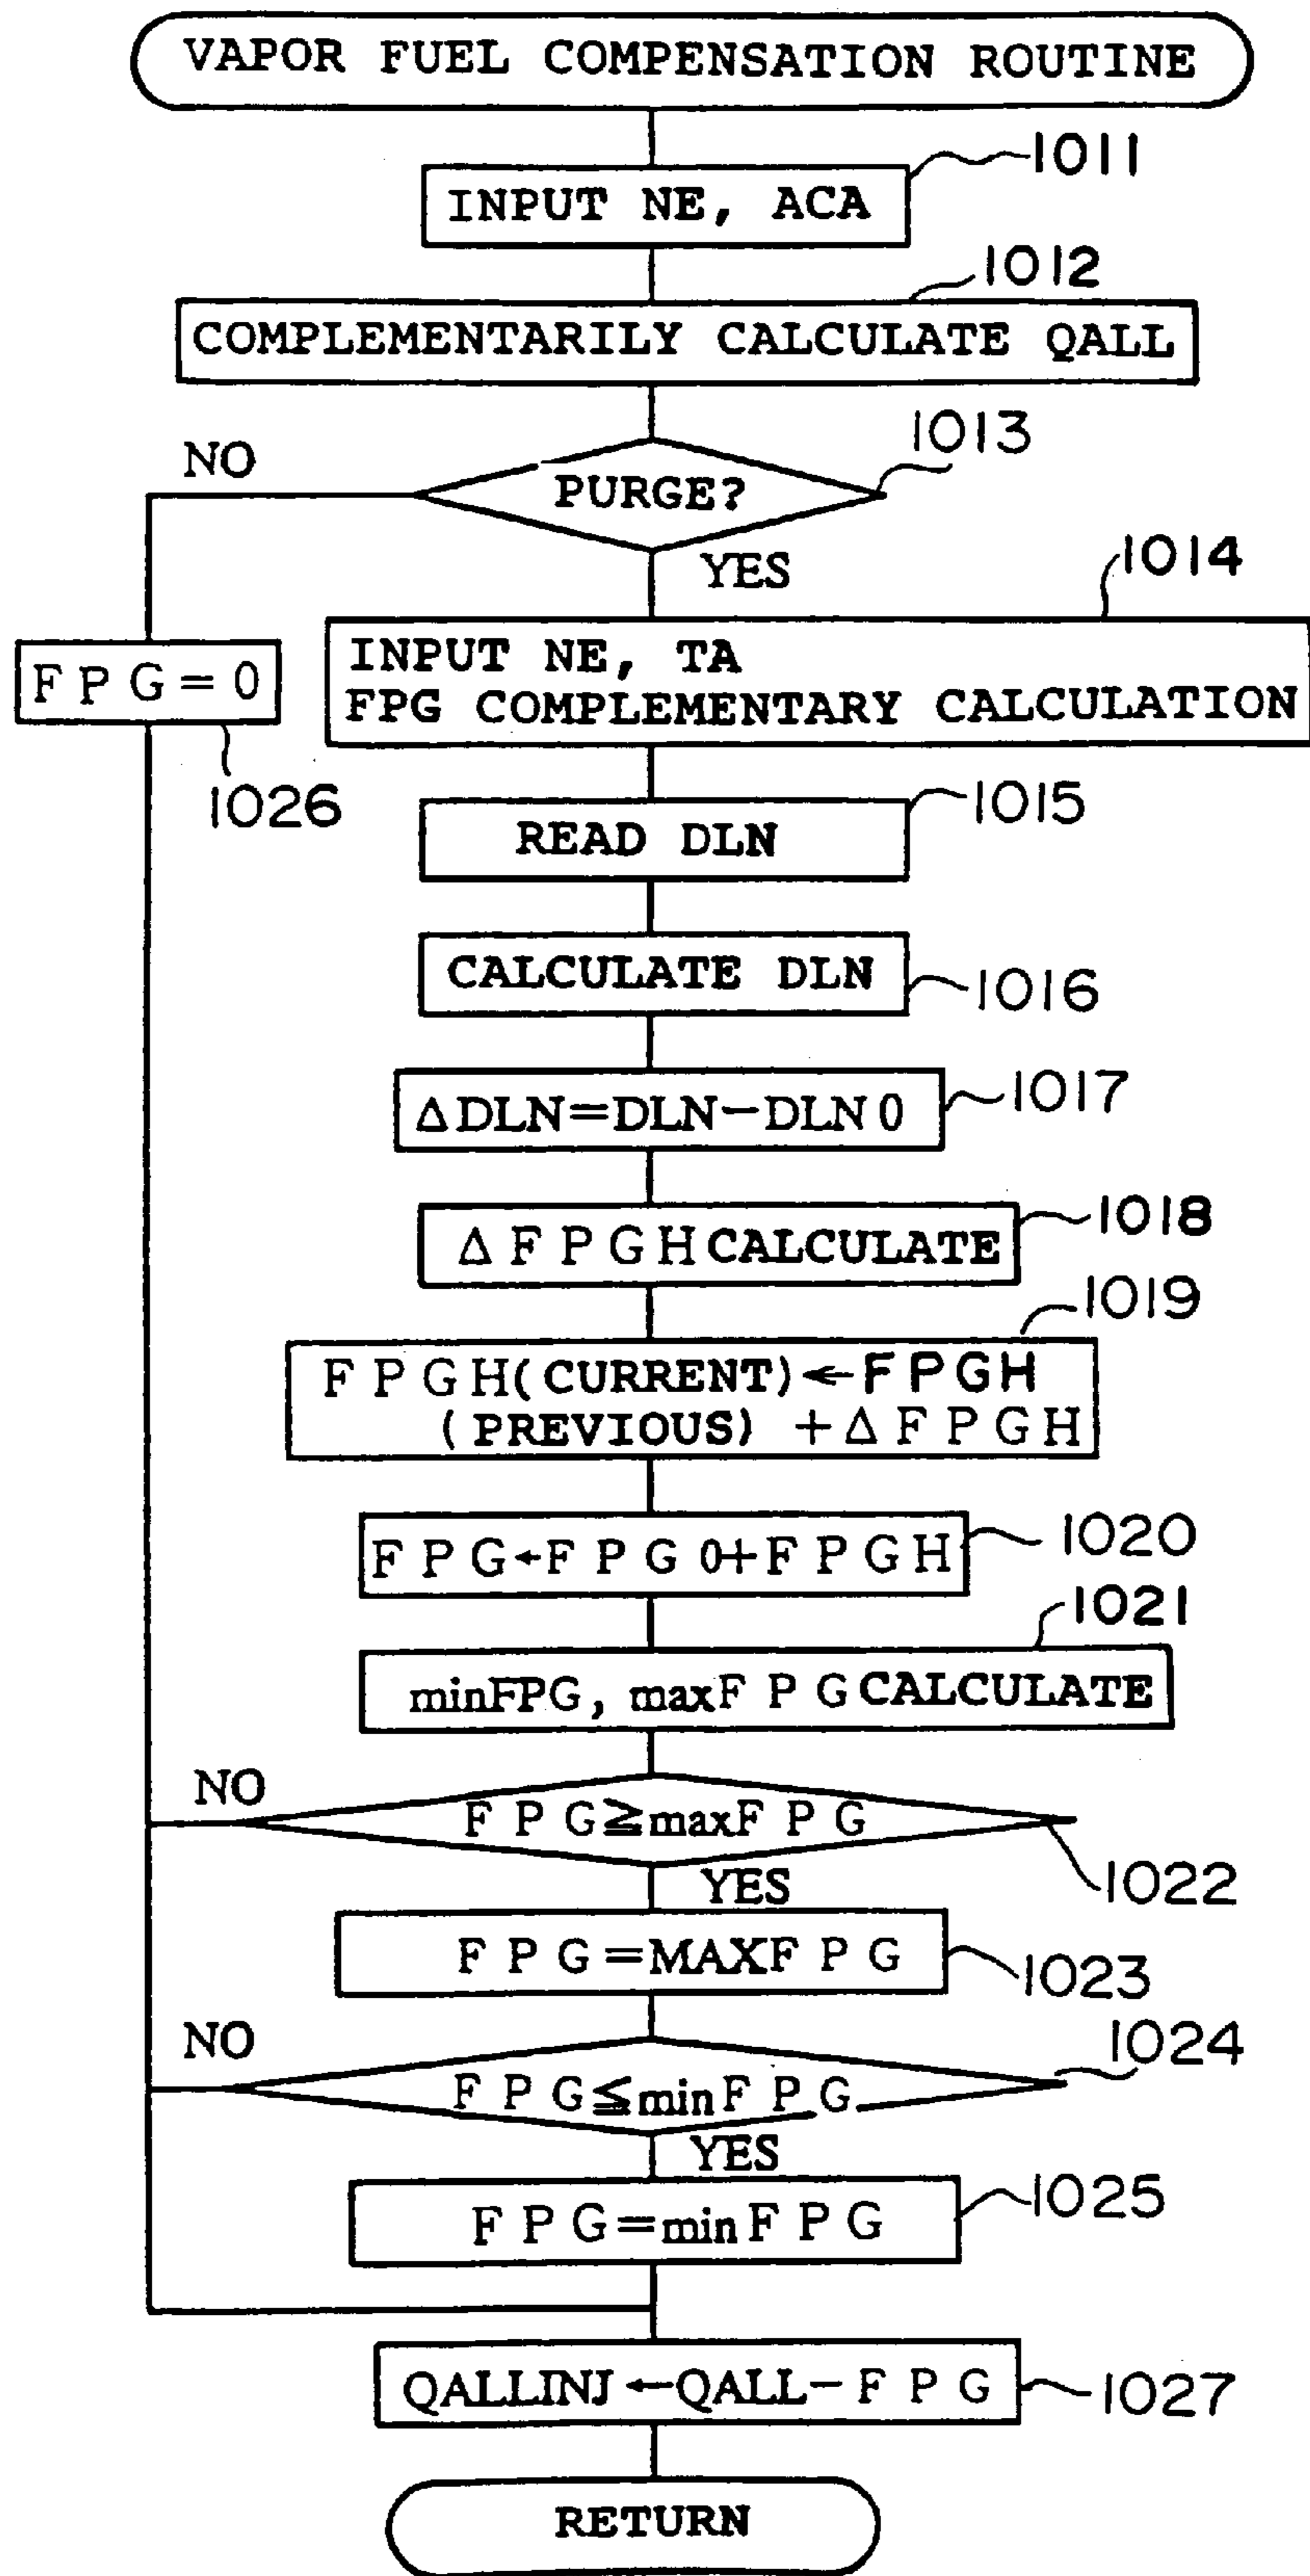 VAPOR FUEL COMPENSATION ROUTINE
1011
INPUT NE, ACA
1012
COMPLEMENTARILY CALCULATE QALL
1013
NO
PURGE?
YES
1014
INPUT NE, TA
FPG COMPLEMENTARY CALCULATION
FPG=0
1026
1015
READ DLN
CALCULATE DLN
1016
ΔDLN=DLN-DLN0
1017
ΔFPGH CALCULATE
1018
1019
FPGH(CURRENT)←FPGH
(PREVIOUS) +ΔFPGH
FPG←FPG0+FPGH
1020
1021
minFPG, maxFPG CALCULATE
NO
FPG≧maxFPG
1022
YES
FPG=MAXFPG
1023
NO
1024
FPG≦minFPG
YES
FPG=minFPG
1025
QALLINJ←QALL-FPG
1027
RETURN